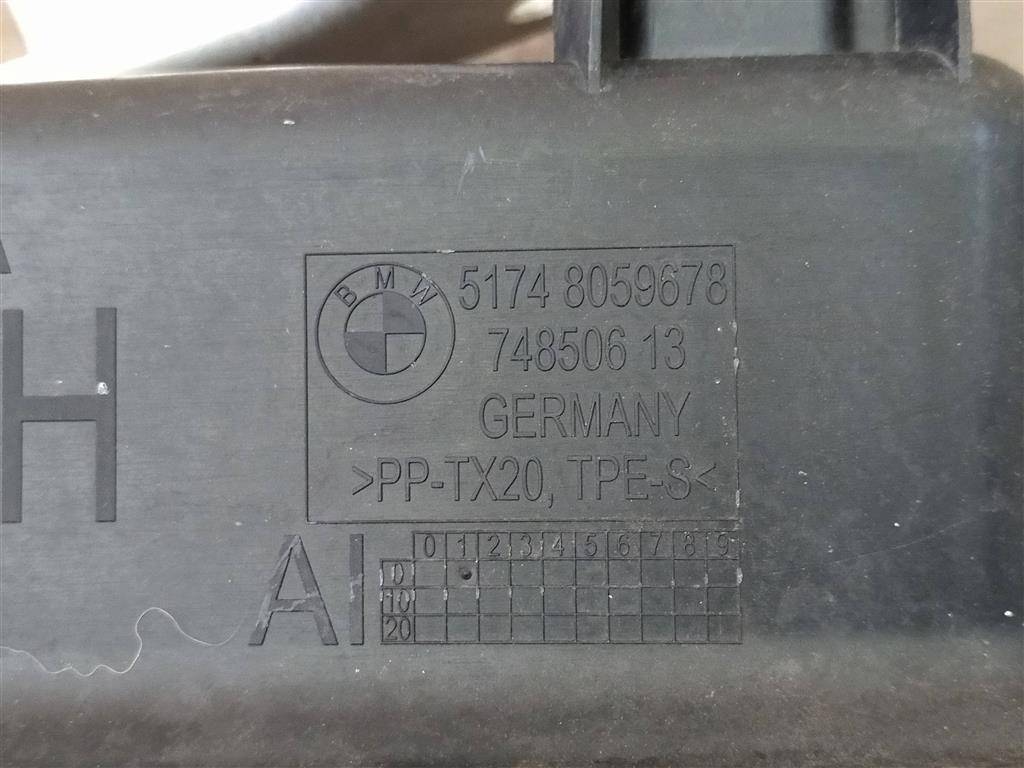 BMW
5174 8059678
748506 13
GERMANY
>PP-TX20, TPE-S<
H
AI
0 1 2 3 4 5 6 7 8 9
0
10
20